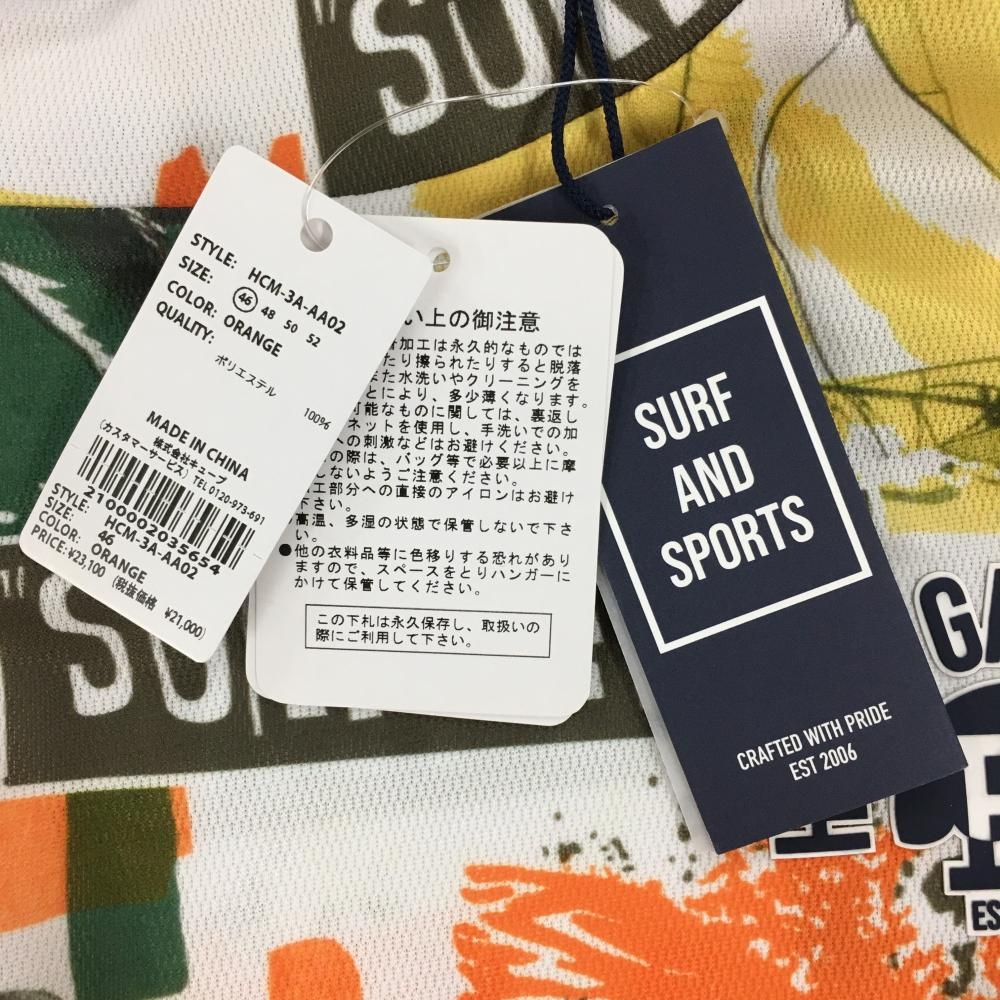 STYLE: HCM-3A-AA02
SIZE: 46 48 50 52
COLOR: ORANGE
QUALITY:
ポリエステル 100%
MADE IN CHINA
株式会社キューブ
(カスタマーサービス) TEL 0120-973-691
2100002035654
STYLE: HCM-3A-AA02
SIZE: 46
COLOR: ORANGE
PRICE: ¥23,100 (税抜価格 ¥21,000)
い上の御注意
加工は永久的なものでは
たり擦られたりすると脱落
た水洗いやクリーニングを
とにより、多少薄くなります。
可能なものに関しては、裏返し
ネットを使用し、手洗いでの加
への刺激などはお避けください。
の際は、バッグ等で必要以上に摩
しないようご注意ください。
工部分への直接のアイロンはお避け
下さい。
高温、多湿の状態で保管しないで下さ
い。
●他の衣料品等に色移りする恐れがあり
ますので、スペースをとりハンガーに
かけて保管してください。
この下札は永久保存し、取扱いの
際にご利用して下さい。
SURF
AND
SPORTS
CRAFTED WITH PRIDE
EST 2006
GA
ES